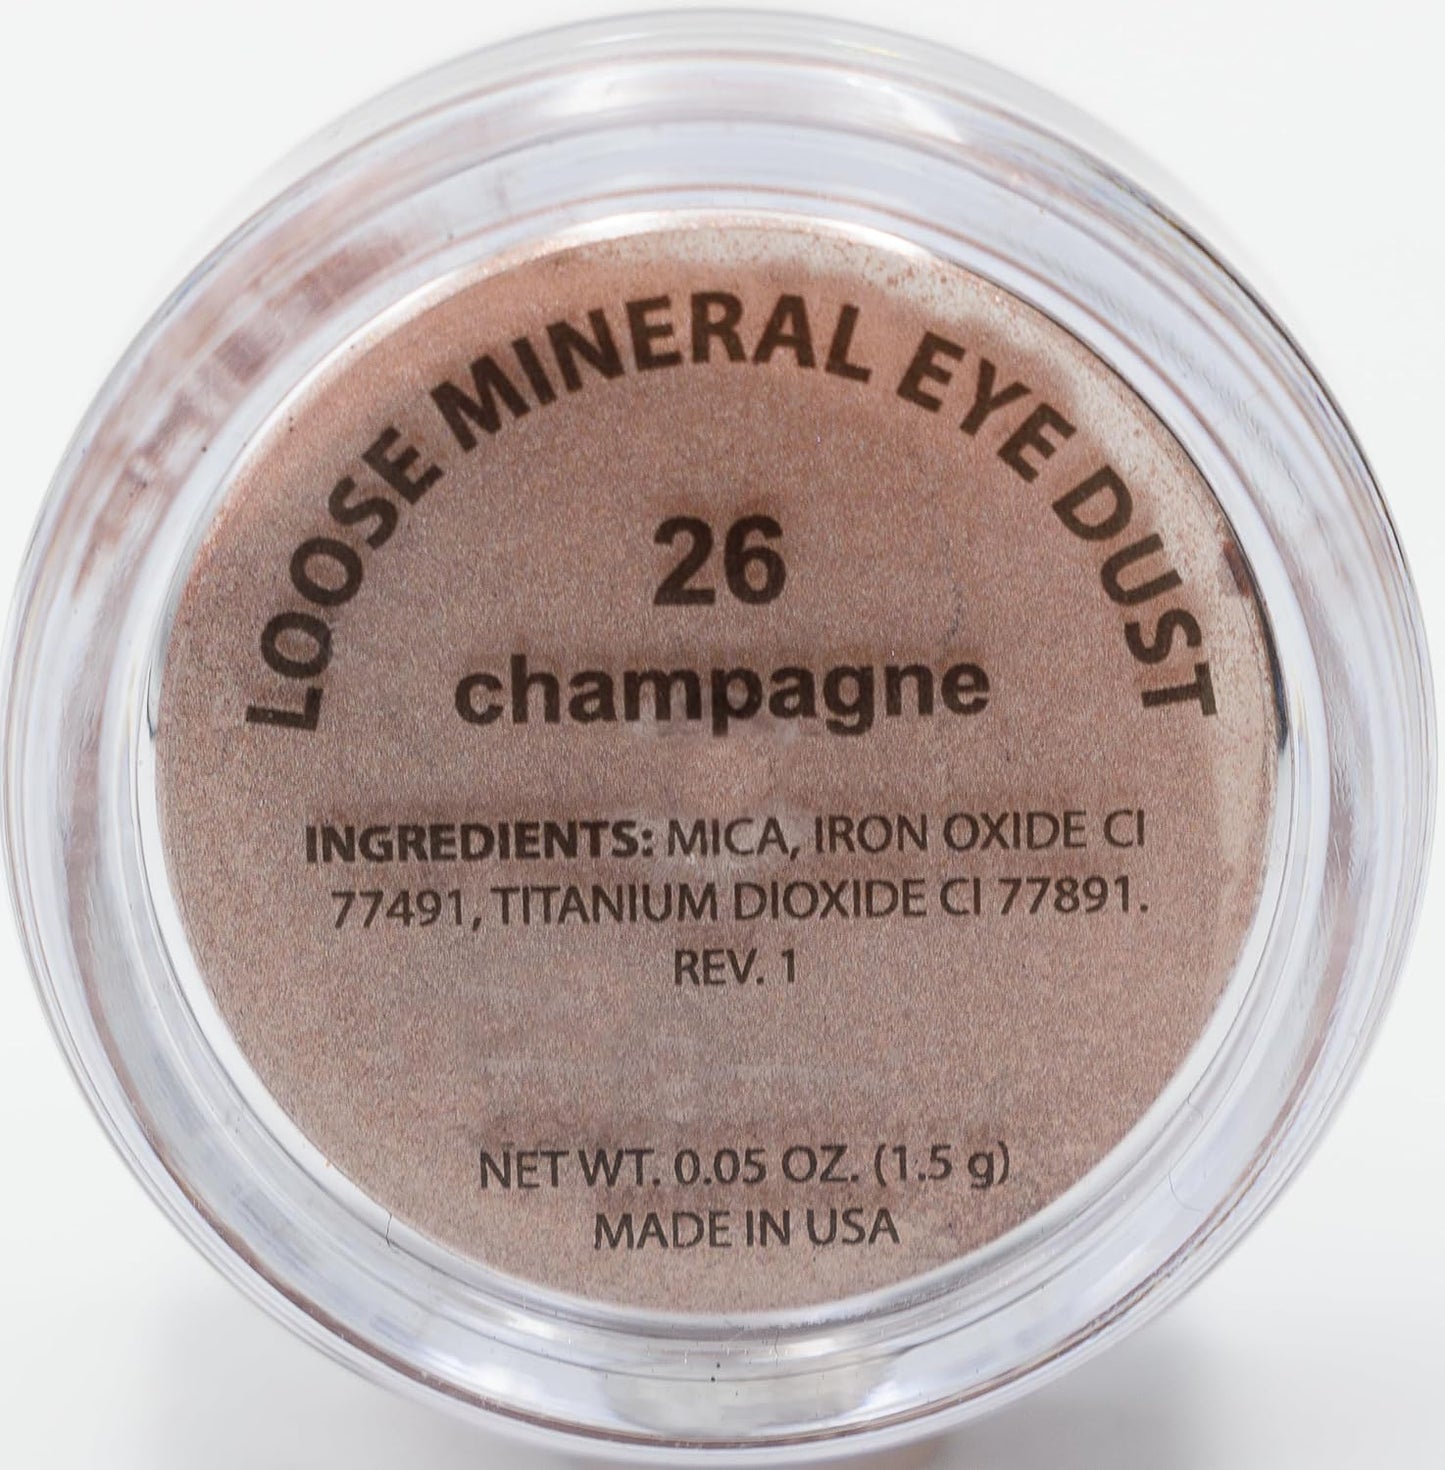 LOOSE MINERAL EYE DUST
26
champagne
INGREDIENTS: MICA, IRON OXIDE CI
77491, TITANIUM DIOXIDE CI 77891.
REV. 1
NET WT. 0.05 OZ. (1.5 g)
MADE IN USA